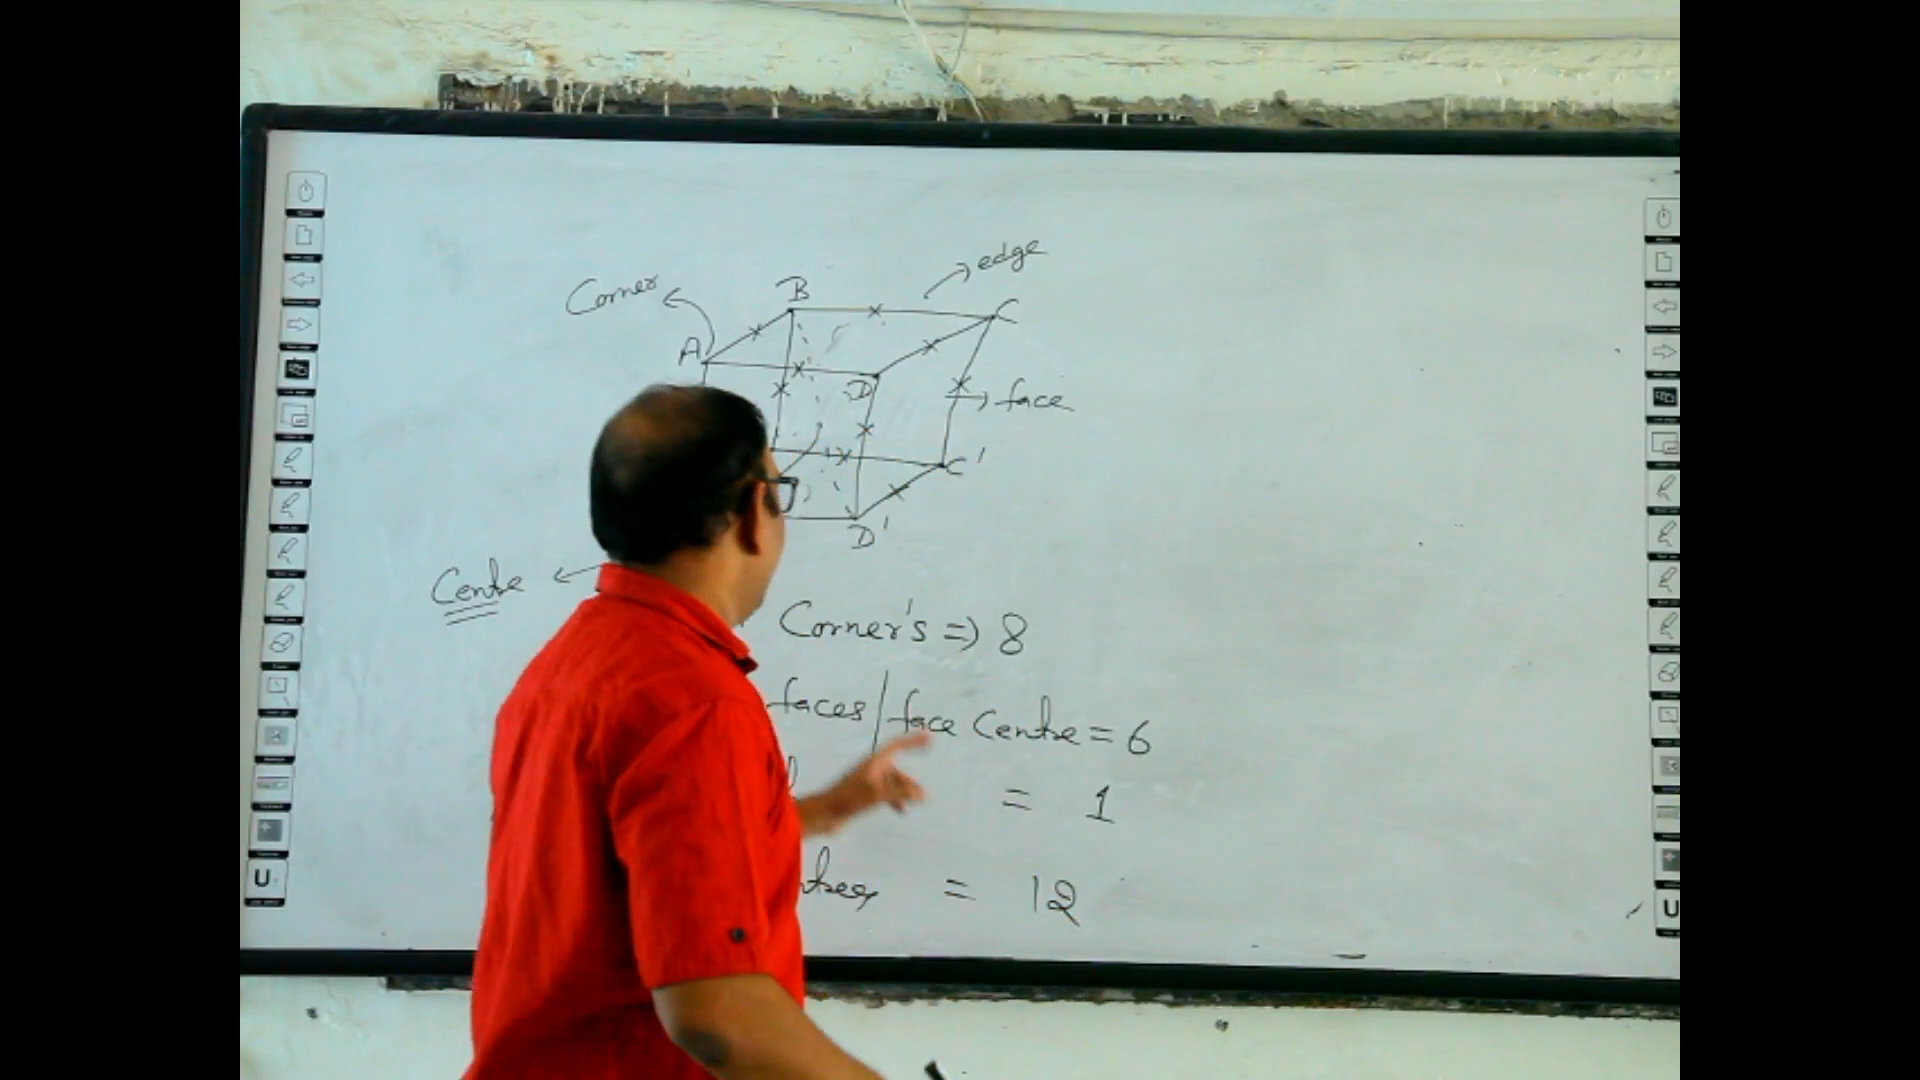 edge
Corner
B
C
A
D
face
C'
D'
Centre
Corner's => 8
faces/face Centre = 6
= 1
= 12
U
U